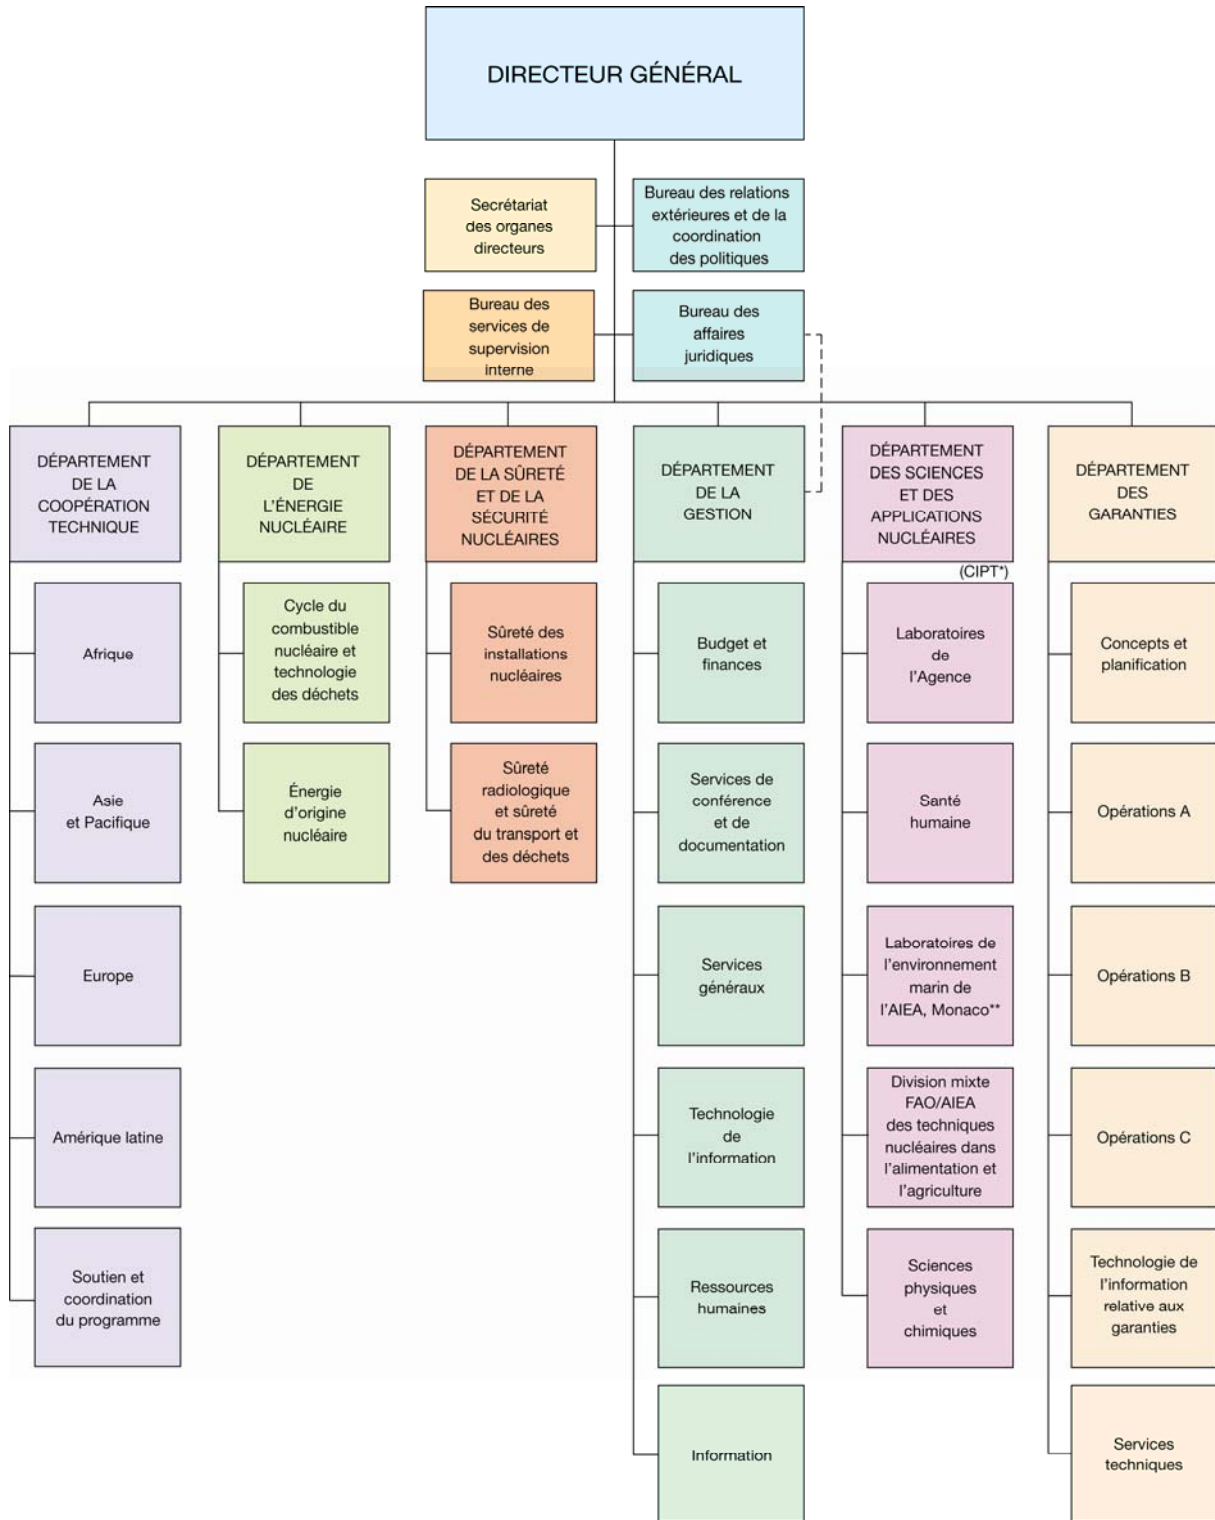 DIRECTEUR GÉNÉRAL
Secrétariat
des organes
directeurs
Bureau des relations
extérieures et de la
coordination
des politiques
Bureau des
services de
supervision
interne
Bureau des
affaires
juridiques
DÉPARTEMENT
DE LA
COOPÉRATION
TECHNIQUE
DÉPARTEMENT
DE
L'ÉNERGIE
NUCLÉAIRE
DÉPARTEMENT
DE LA SÛRETÉ
ET DE LA
SÉCURITÉ
NUCLÉAIRES
DÉPARTEMENT
DE LA
GESTION
DÉPARTEMENT
DES SCIENCES
ET DES
APPLICATIONS
NUCLÉAIRES
DÉPARTEMENT
DES
GARANTIES
(CIPT*)
Afrique
Cycle du
combustible
nucléaire et
technologie
des déchets
Sûreté des
installations
nucléaires
Budget et
finances
Laboratoires
de
l'Agence
Concepts et
planification
Asie
et Pacifique
Énergie
d'origine
nucléaire
Sûreté
radiologique
et sûreté
du transport et
des déchets
Services de
conférence
et de
documentation
Santé
humaine
Opérations A
Europe
Services
généraux
Laboratoires de
l'environnement
marin de
l'AIEA, Monaco**
Opérations B
Amérique latine
Technologie
de
l'information
Division mixte
FAO/AIEA
des techniques
nucléaires dans
l'alimentation et
l'agriculture
Opérations C
Soutien et
coordination
du programme
Ressources
humaines
Sciences
physiques
et
chimiques
Technologie de
l'information
relative aux
garanties
Information
Services
techniques